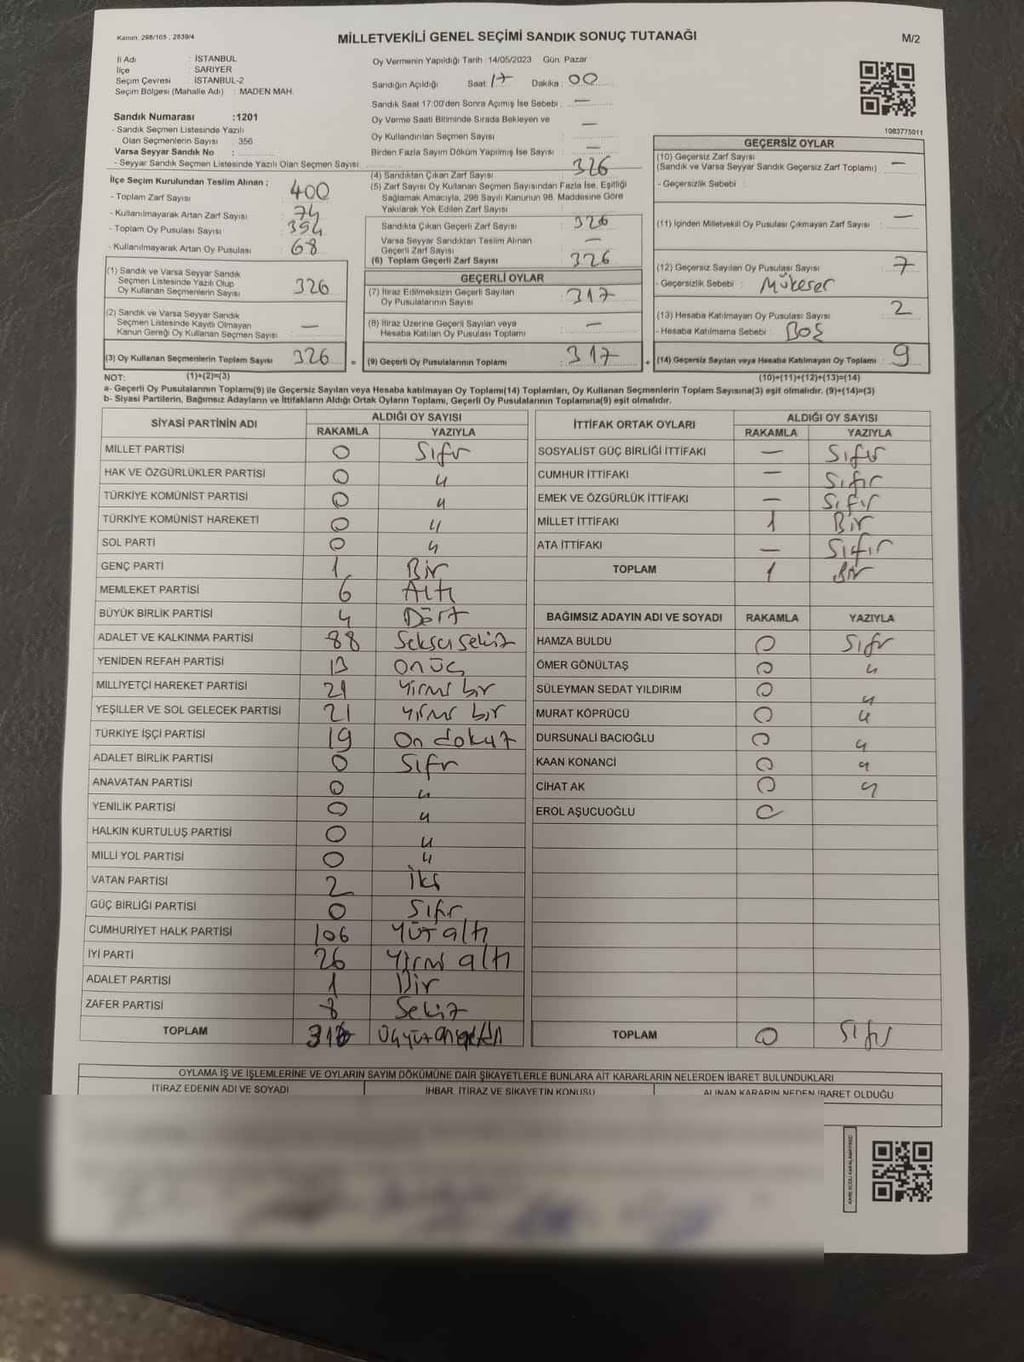 Kanun. 298/105 , 2839/4
MİLLETVEKİLİ GENEL SEÇİMİ SANDIK SONUÇ TUTANAĞI
M/2
İl Adı : İSTANBUL
İlçe : SARIYER
Seçim Çevresi : İSTANBUL-2
Seçim Bölgesi (Mahalle Adı) : MADEN MAH.
Oy Vermenin Yapıldığı Tarih : 14/05/2023 Gün: Pazar
Sandığın Açıldığı Saat : 17 Dakika : 00
Sandık Saat 17:00'den Sonra Açılmış İse Sebebi : —
Oy Verme Saati Bitiminde Sırada Bekleyen ve
Oy Kullandırılan Seçmen Sayısı —
Birden Fazla Sayım Döküm Yapılmış İse Sayısı : —
1083775011
Sandık Numarası :1201
- Sandık Seçmen Listesinde Yazılı
Olan Seçmenlerin Sayısı : 356
Varsa Seyyar Sandık No :
- Seyyar Sandık Seçmen Listesinde Yazılı Olan Seçmen Sayısı :
İlçe Seçim Kurulundan Teslim Alınan ;
- Toplam Zarf Sayısı : 400
- Kullanılmayarak Artan Zarf Sayısı : 74
- Toplam Oy Pusulası Sayısı : 394
- Kullanılmayarak Artan Oy Pusulası : 68
(4) Sandıktan Çıkan Zarf Sayısı : 326
(5) Zarf Sayısı Oy Kullanan Seçmen Sayısından Fazla İse, Eşitliği
Sağlamak Amacıyla, 298 Sayılı Kanunun 98. Maddesine Göre
Yakılarak Yok Edilen Zarf Sayısı :
Sandıkta Çıkan Geçerli Zarf Sayısı : 326
Varsa Seyyar Sandıktan Teslim Alınan
Geçerli Zarf Sayısı : —
(6) Toplam Geçerli Zarf Sayısı : 326
GEÇERSİZ OYLAR
(10) Geçersiz Zarf Sayısı : —
(Sandık ve Varsa Seyyar Sandık Geçersiz Zarf Toplamı)
- Geçersizlik Sebebi :
(11) İçinden Milletvekili Oy Pusulası Çıkmayan Zarf Sayısı : —
(12) Geçersiz Sayılan Oy Pusulası Sayısı : 7
- Geçersizlik Sebebi : Mükerer
(13) Hesaba Katılmayan Oy Pusulası Sayısı : 2
- Hesaba Katılmama Sebebi : BOŞ
(14) Geçersiz Sayılan veya Hesaba Katılmayan Oy Toplamı : 9
(1) Sandık ve Varsa Seyyar Sandık
Seçmen Listesinde Yazılı Olup
Oy Kullanan Seçmenlerin Sayısı : 326
(2) Sandık ve Varsa Seyyar Sandık
Seçmen Listesinde Kayıtlı Olmayan
Kanun Gereği Oy Kullanan Seçmen Sayısı : —
(3) Oy Kullanan Seçmenlerin Toplam Sayısı : 326 =
GEÇERLİ OYLAR
(7) İtiraz Edilmeksizin Geçerli Sayılan
Oy Pusulalarının Sayısı : 317
(8) İtiraz Üzerine Geçerli Sayılan veya
Hesaba Katılan Oy Pusulası Toplamı : —
(9) Geçerli Oy Pusulalarının Toplamı : 317 +
NOT: (1)+(2)=(3)
(10)+(11)+(12)+(13)=(14)
a- Geçerli Oy Pusulalarının Toplamı(9) ile Geçersiz Sayılan veya Hesaba katılmayan Oy Toplamı(14) Toplamları, Oy Kullanan Seçmenlerin Toplam Sayısına(3) eşit olmalıdır. (9)+(14)=(3)
b- Siyasi Partilerin, Bağımsız Adayların ve İttifakların Aldığı Ortak Oyların Toplamı, Geçerli Oy Pusulalarının Toplamına(9) eşit olmalıdır.
SİYASİ PARTİNİN ADI ALDIĞI OY SAYISI
RAKAMLA YAZIYLA
MİLLET PARTİSİ 0 Sıfır
HAK VE ÖZGÜRLÜKLER PARTİSİ 0 "
TÜRKİYE KOMÜNİST PARTİSİ 0 "
TÜRKİYE KOMÜNİST HAREKETİ 0 "
SOL PARTİ 0 "
GENÇ PARTİ 1 Bir
MEMLEKET PARTİSİ 6 Altı
BÜYÜK BİRLİK PARTİSİ 4 Dört
ADALET VE KALKINMA PARTİSİ 88 Seksen sekiz
YENİDEN REFAH PARTİSİ 13 On üç
MİLLİYETÇİ HAREKET PARTİSİ 21 Yirmi bir
YEŞİLLER VE SOL GELECEK PARTİSİ 21 Yirmi bir
TÜRKİYE İŞÇİ PARTİSİ 19 On dokuz
ADALET BİRLİK PARTİSİ 0 Sıfır
ANAVATAN PARTİSİ 0 "
YENİLİK PARTİSİ 0 "
HALKIN KURTULUŞ PARTİSİ 0 "
MİLLİ YOL PARTİSİ 0 "
VATAN PARTİSİ 2 İki
GÜÇ BİRLİĞİ PARTİSİ 0 Sıfır
CUMHURİYET HALK PARTİSİ 106 Yüz altı
İYİ PARTİ 26 Yirmi altı
ADALET PARTİSİ 1 Bir
ZAFER PARTİSİ 8 Sekiz
TOPLAM
İTTİFAK ORTAK OYLARI ALDIĞI OY SAYISI
RAKAMLA YAZIYLA
SOSYALİST GÜÇ BİRLİĞİ İTTİFAKI — Sıfır
CUMHUR İTTİFAKI — Sıfır
EMEK VE ÖZGÜRLÜK İTTİFAKI — Sıfır
MİLLET İTTİFAKI 1 Bir
ATA İTTİFAKI — Sıfır
TOPLAM 1 Bir
BAĞIMSIZ ADAYIN ADI VE SOYADI RAKAMLA YAZIYLA
HAMZA BULDU 0 Sıfır
ÖMER GÖNÜLTAŞ 0 "
SÜLEYMAN SEDAT YILDIRIM 0 "
MURAT KÖPRÜCÜ 0 "
DURSUNALİ BACIOĞLU 0 "
KAAN KONANCİ 0 "
CİHAT AK 0 "
EROL AŞUCUOĞLU 0
TOPLAM 0 Sıfır
OYLAMA İŞ VE İŞLEMLERİNE VE OYLARIN SAYIM DÖKÜMÜNE DAİR ŞİKAYETLERLE BUNLARA AİT KARARLARIN NELERDEN İBARET BULUNDUKLARI
İTİRAZ EDENİN ADI VE SOYADI İHBAR, İTİRAZ VE ŞİKAYETİN KONUSU ALINAN KARARIN NEDEN İBARET OLDUĞU